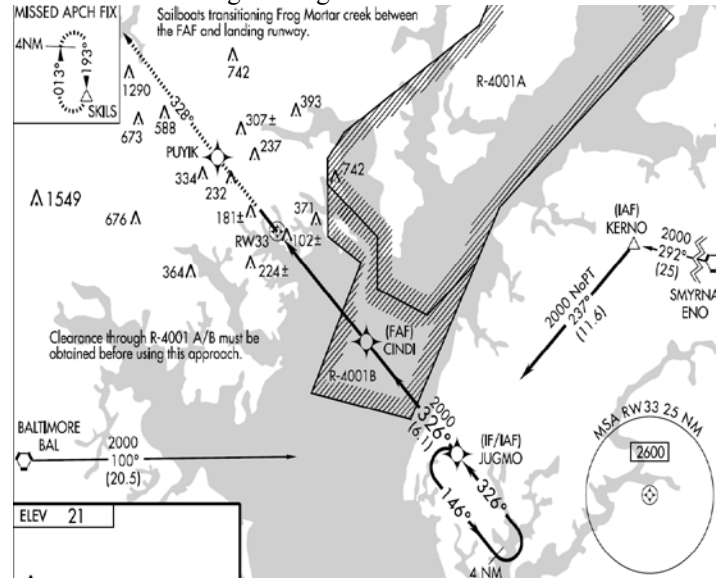 MISSED APCH FIX
4NM
013°
193°
SKILS
Sailboats transitioning Frog Mortar creek between
the FAF and landing runway.
742
1290
328°
673
588
393
307±
237
PUYIK
334
232
R-4001A
742
1549
676
181±
371
RW33
102±
224±
364
(IAF)
KERNO
2000
292°
(25)
SMYRNA
ENO
2000 NoPT
237°
(11.6)
Clearance through R-4001 A/B must be
obtained before using this approach.
(FAF)
CINDI
R-4001B
2000
326°
(6.1)
(IF/IAF)
JUGMO
326°
146°
4 NM
BALTIMORE
BAL
2000
100°
(20.5)
MSA RW33 25 NM
2600
ELEV 21